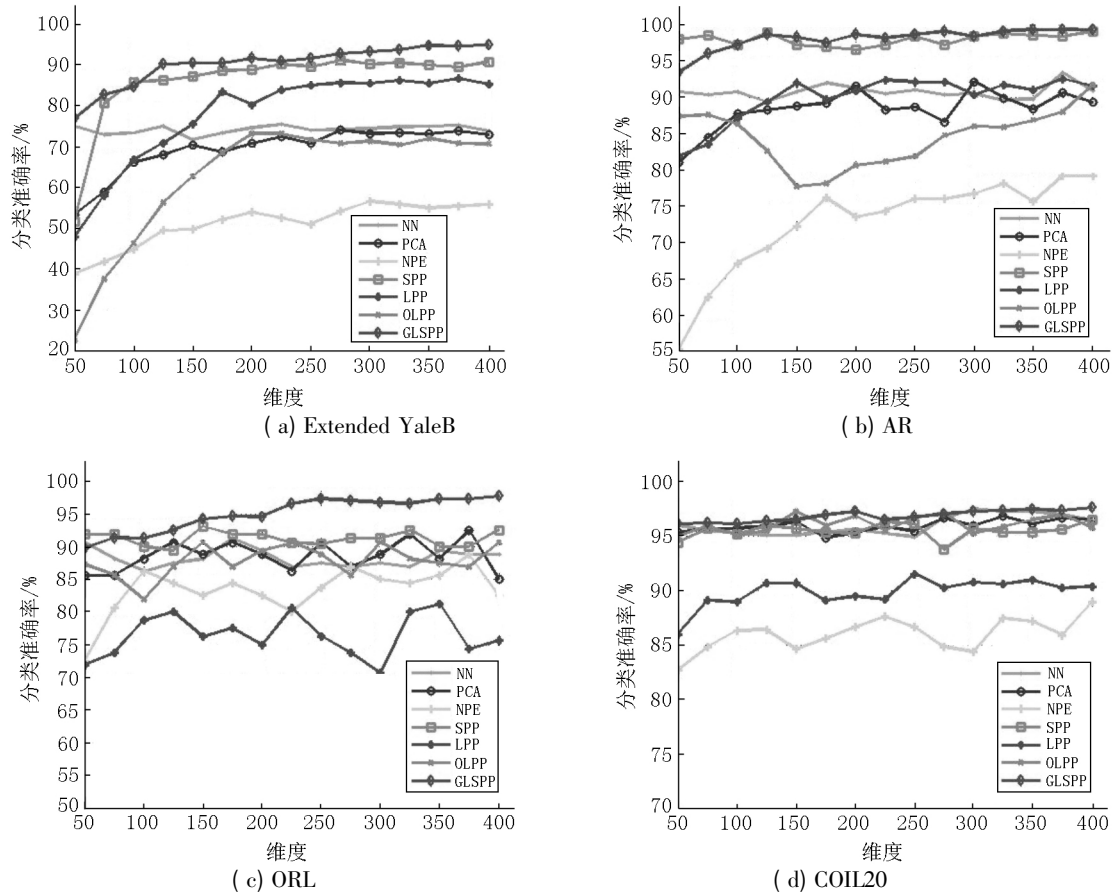 100
90
80
70
60
50
40
30
20
分类准确率/%
50 100 150 200 250 300 350 400
维度
NN
PCA
NPE
SPP
LPP
OLPP
GLSPP
( a) Extended YaleB
100
95
90
85
80
75
70
65
60
55
分类准确率/%
50 100 150 200 250 300 350 400
维度
NN
PCA
NPE
SPP
LPP
OLPP
GLSPP
( b) AR
100
95
90
85
80
75
70
65
60
55
50
分类准确率/%
50 100 150 200 250 300 350 400
维度
NN
PCA
NPE
SPP
LPP
OLPP
GLSPP
( c) ORL
100
95
90
85
80
75
70
分类准确率/%
50 100 150 200 250 300 350 400
维度
NN
PCA
NPE
SPP
LPP
OLPP
GLSPP
( d) COIL20